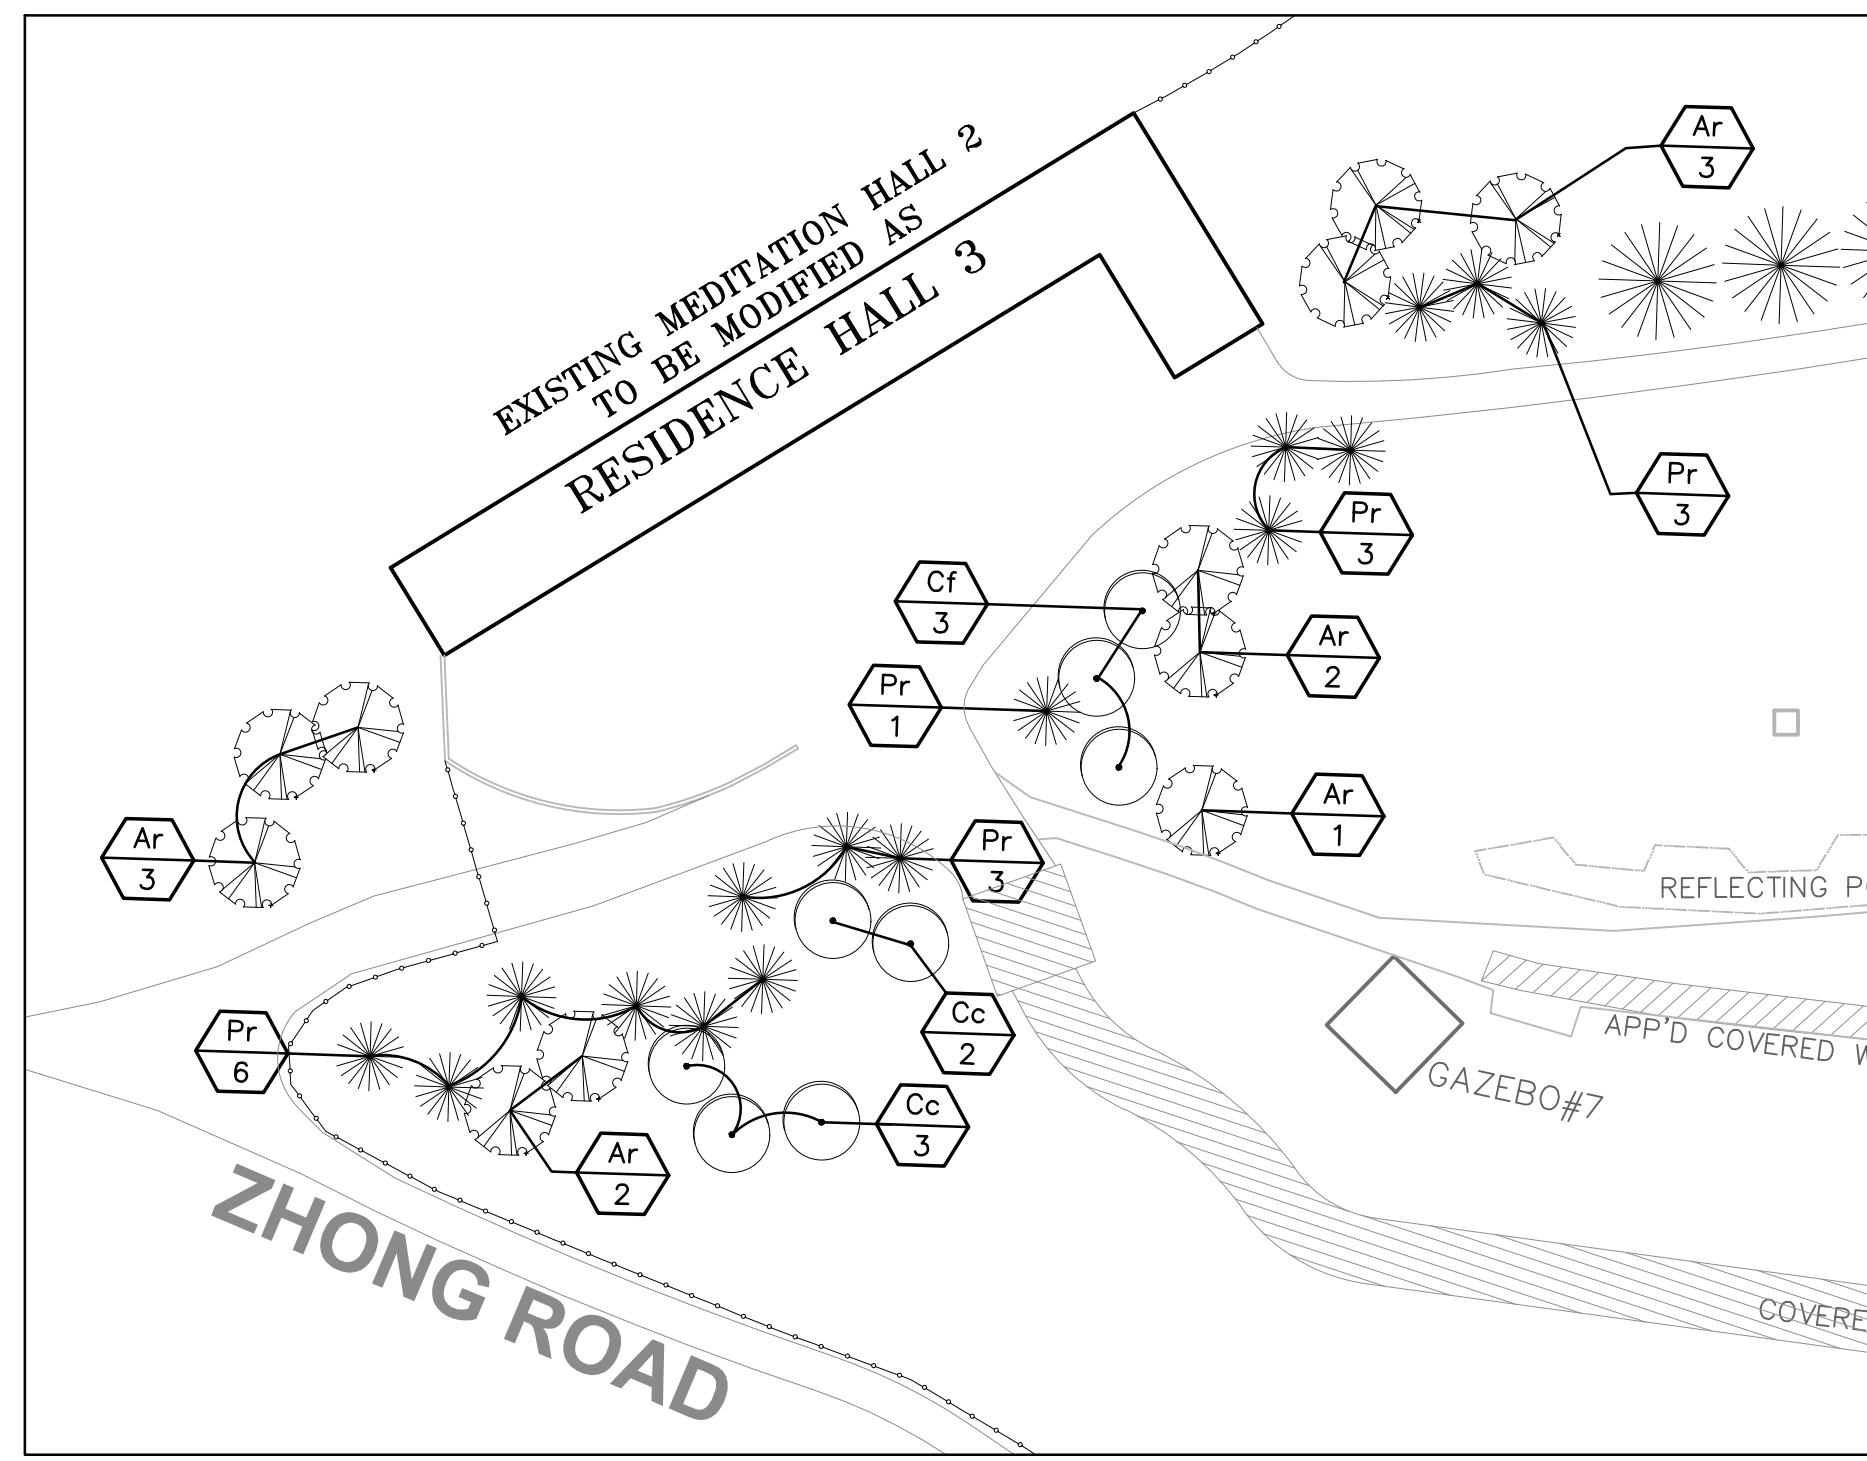 EXISTING MEDITATION HALL 2
TO BE MODIFIED AS
RESIDENCE HALL 3
Ar
3
Pr
3
Pr
3
Cf
3
Ar
2
Pr
1
Ar
1
Ar
3
Pr
3
REFLECTING
Cc
2
Pr
6
APP'D COVERED
GAZEBO#7
Cc
3
Ar
2
ZHONG ROAD
COVERE